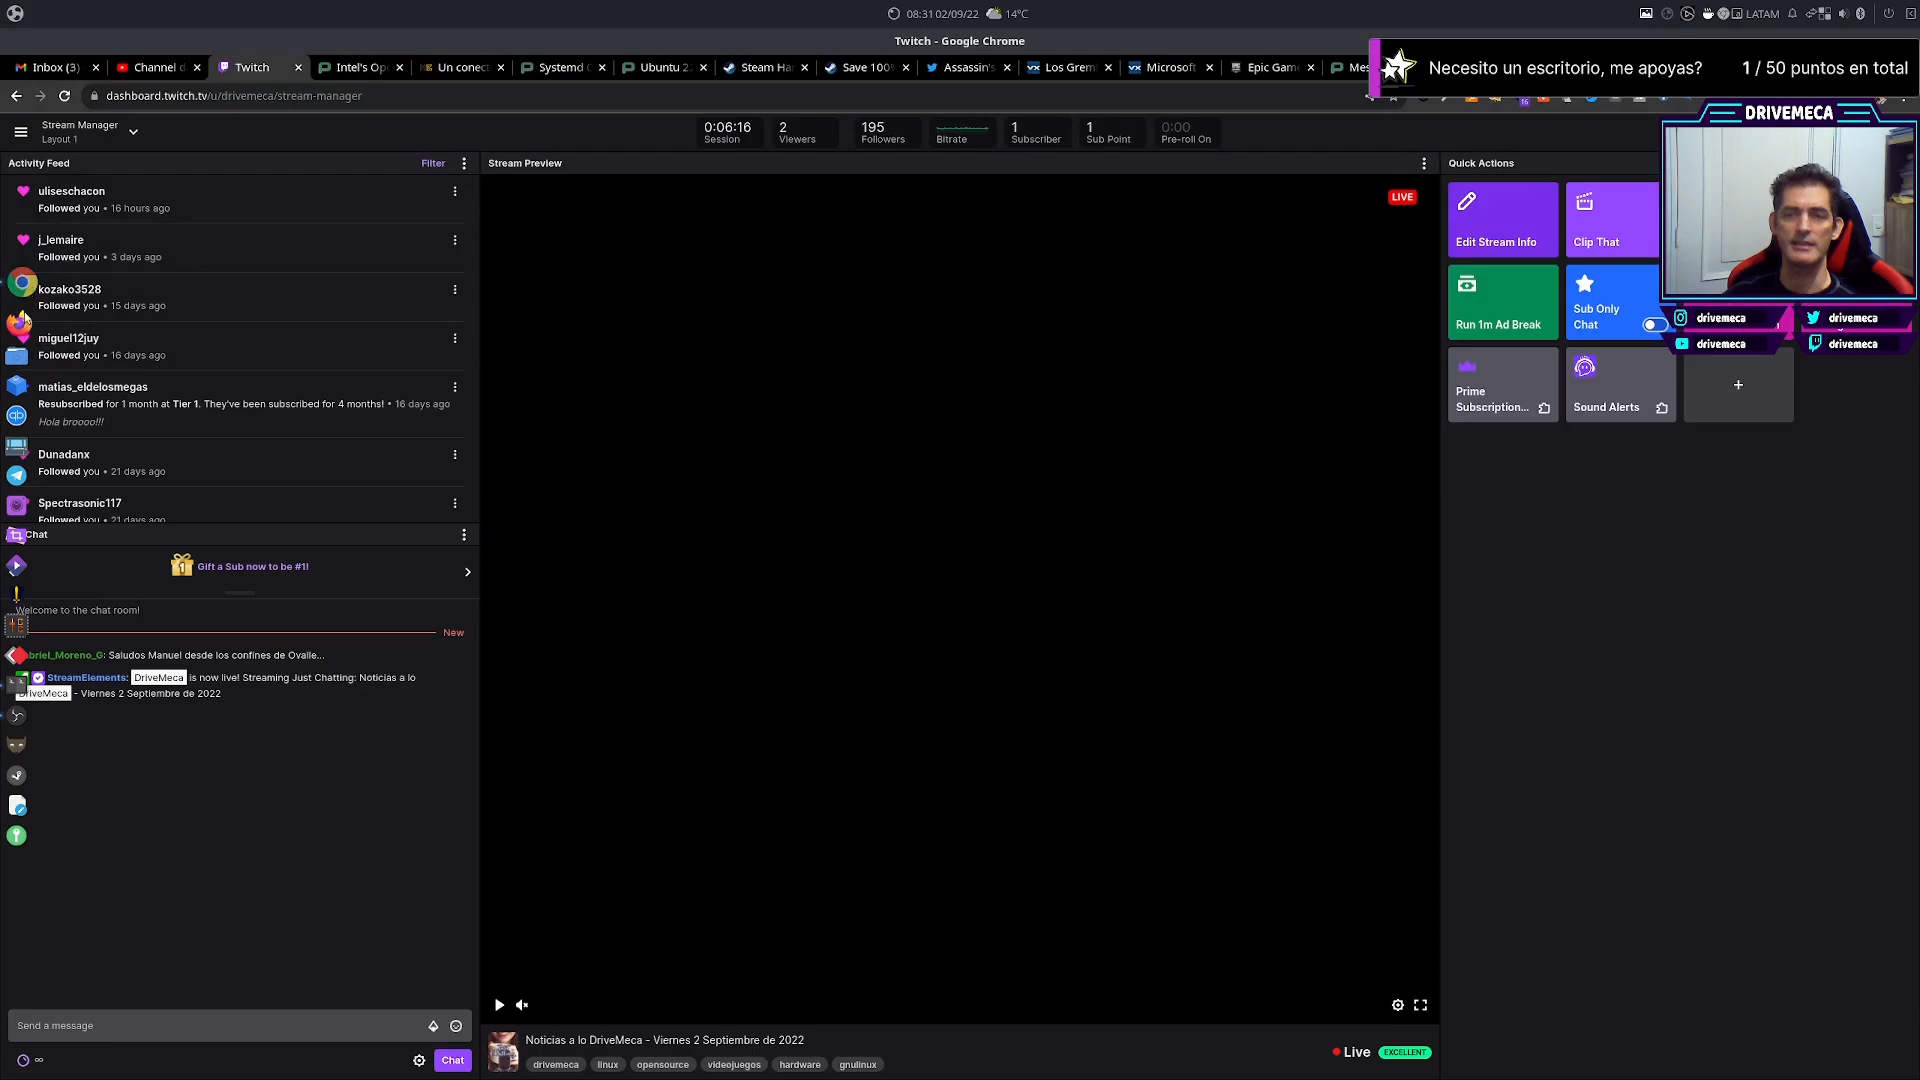 08:31 02/09/22 14°C
LATAM
Twitch - Google Chrome
Inbox (3)
Channel d
Twitch
Intel's Op
Un conect
Systemd
Ubuntu 2
Steam Ha
Save 100
Assassin's
Los Grem
Microsoft
Epic Gam
Mes
Necesito un escritorio, me apoyas? 1 / 50 puntos en total
dashboard.twitch.tv/u/drivemeca/stream-manager
16
DRIVEMECA
Stream Manager
Layout 1
0:06:16
Session
2
Viewers
195
Followers
Bitrate
1
Subscriber
1
Sub Point
0:00
Pre-roll On
Activity Feed
Filter
uliseschacon
Followed you • 16 hours ago
j_lemaire
Followed you • 3 days ago
kozako3528
Followed you • 15 days ago
miguel12juy
Followed you • 16 days ago
matias_eldelosmegas
Resubscribed for 1 month at Tier 1. They've been subscribed for 4 months! • 16 days ago
Hola broooo!!!
Dunadanx
Followed you • 21 days ago
Spectrasonic117
Followed you • 21 days ago
Chat
1
Gift a Sub now to be #1!
Welcome to the chat room!
New
briel_Moreno_G: Saludos Manuel desde los confines de Ovalle...
StreamElements: DriveMeca is now live! Streaming Just Chatting: Noticias a lo
DriveMeca - Viernes 2 Septiembre de 2022
Send a message
Chat
Stream Preview
LIVE
Noticias a lo DriveMeca - Viernes 2 Septiembre de 2022
drivemeca
linux
opensource
videojuegos
hardware
gnulinux
Live
EXCELLENT
Quick Actions
Edit Stream Info
Clip That
Run 1m Ad Break
Sub Only
Chat
Prime
Subscription...
Sound Alerts
+
drivemeca
drivemeca
drivemeca
drivemeca